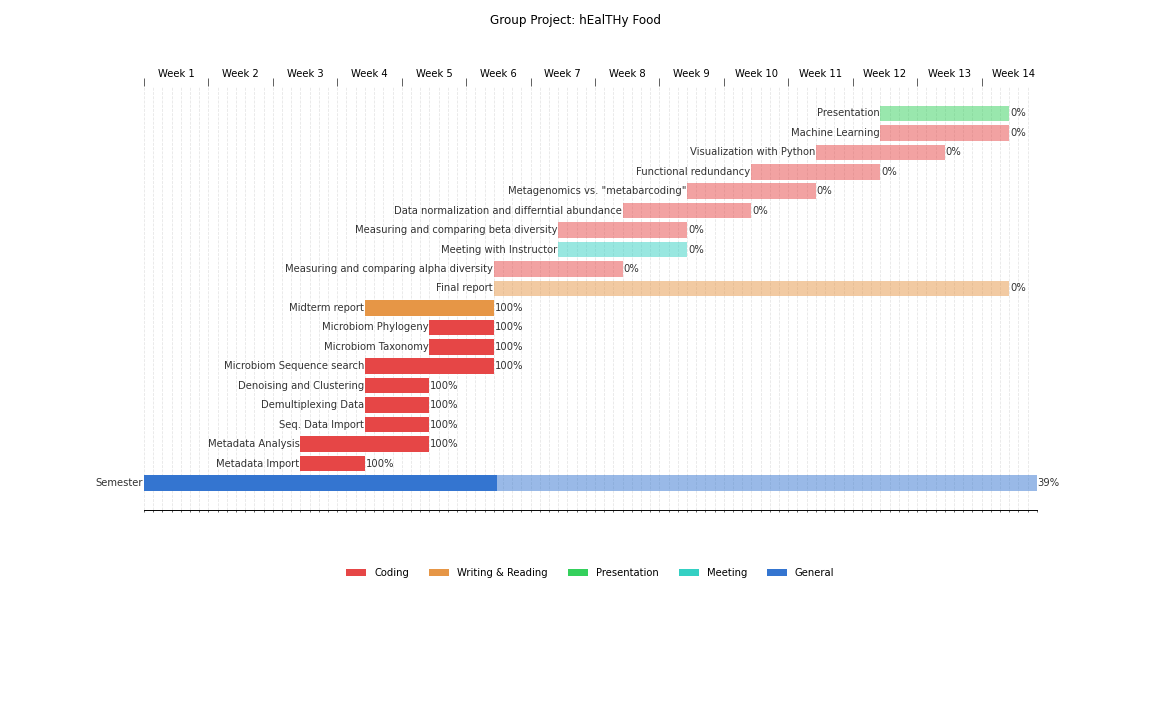 Group Project: hEalTHy Food
Week 1 Week 2 Week 3 Week 4 Week 5 Week 6 Week 7 Week 8 Week 9 Week 10 Week 11 Week 12 Week 13 Week 14
Presentation 0%
Machine Learning 0%
Visualization with Python 0%
Functional redundancy 0%
Metagenomics vs. "metabarcoding" 0%
Data normalization and differntial abundance 0%
Measuring and comparing beta diversity 0%
Meeting with Instructor 0%
Measuring and comparing alpha diversity 0%
Final report 0%
Midterm report 100%
Microbiom Phylogeny 100%
Microbiom Taxonomy 100%
Microbiom Sequence search 100%
Denoising and Clustering 100%
Demultiplexing Data 100%
Seq. Data Import 100%
Metadata Analysis 100%
Metadata Import 100%
Semester 39%
Coding Writing & Reading Presentation Meeting General